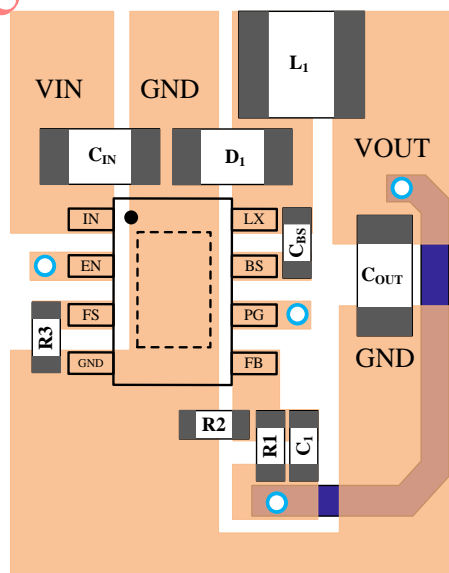 L1
VIN GND
VOUT
CIN D1
IN LX
CBS
EN BS
COUT
FS PG
R3
GND
GND FB
R2
R1 C1